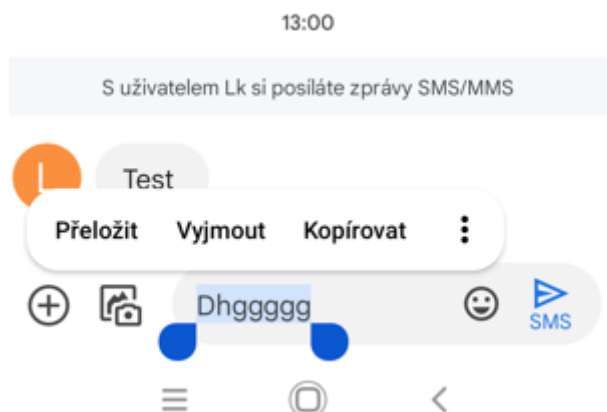 13:00
S uživatelem Lk si posíláte zprávy SMS/MMS
L
Test
Přeložit Vyjmout Kopírovat
Dhggggg
SMS